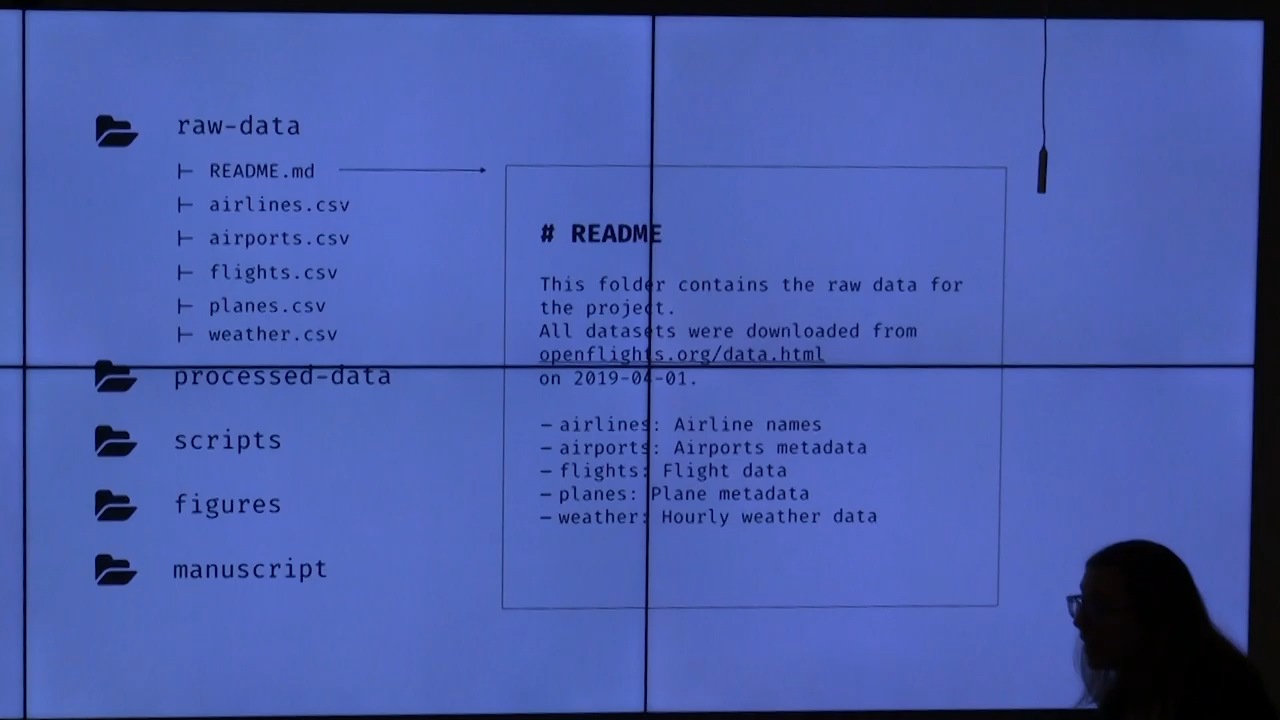 raw-data
├ README.md
├ airlines.csv
├ airports.csv
├ flights.csv
├ planes.csv
├ weather.csv
processed-data
scripts
figures
manuscript
# README
This folder contains the raw data for
the project.
All datasets were downloaded from
openflights.org/data.html
on 2019-04-01.
– airlines: Airline names
– airports: Airports metadata
– flights: Flight data
– planes: Plane metadata
– weather: Hourly weather data